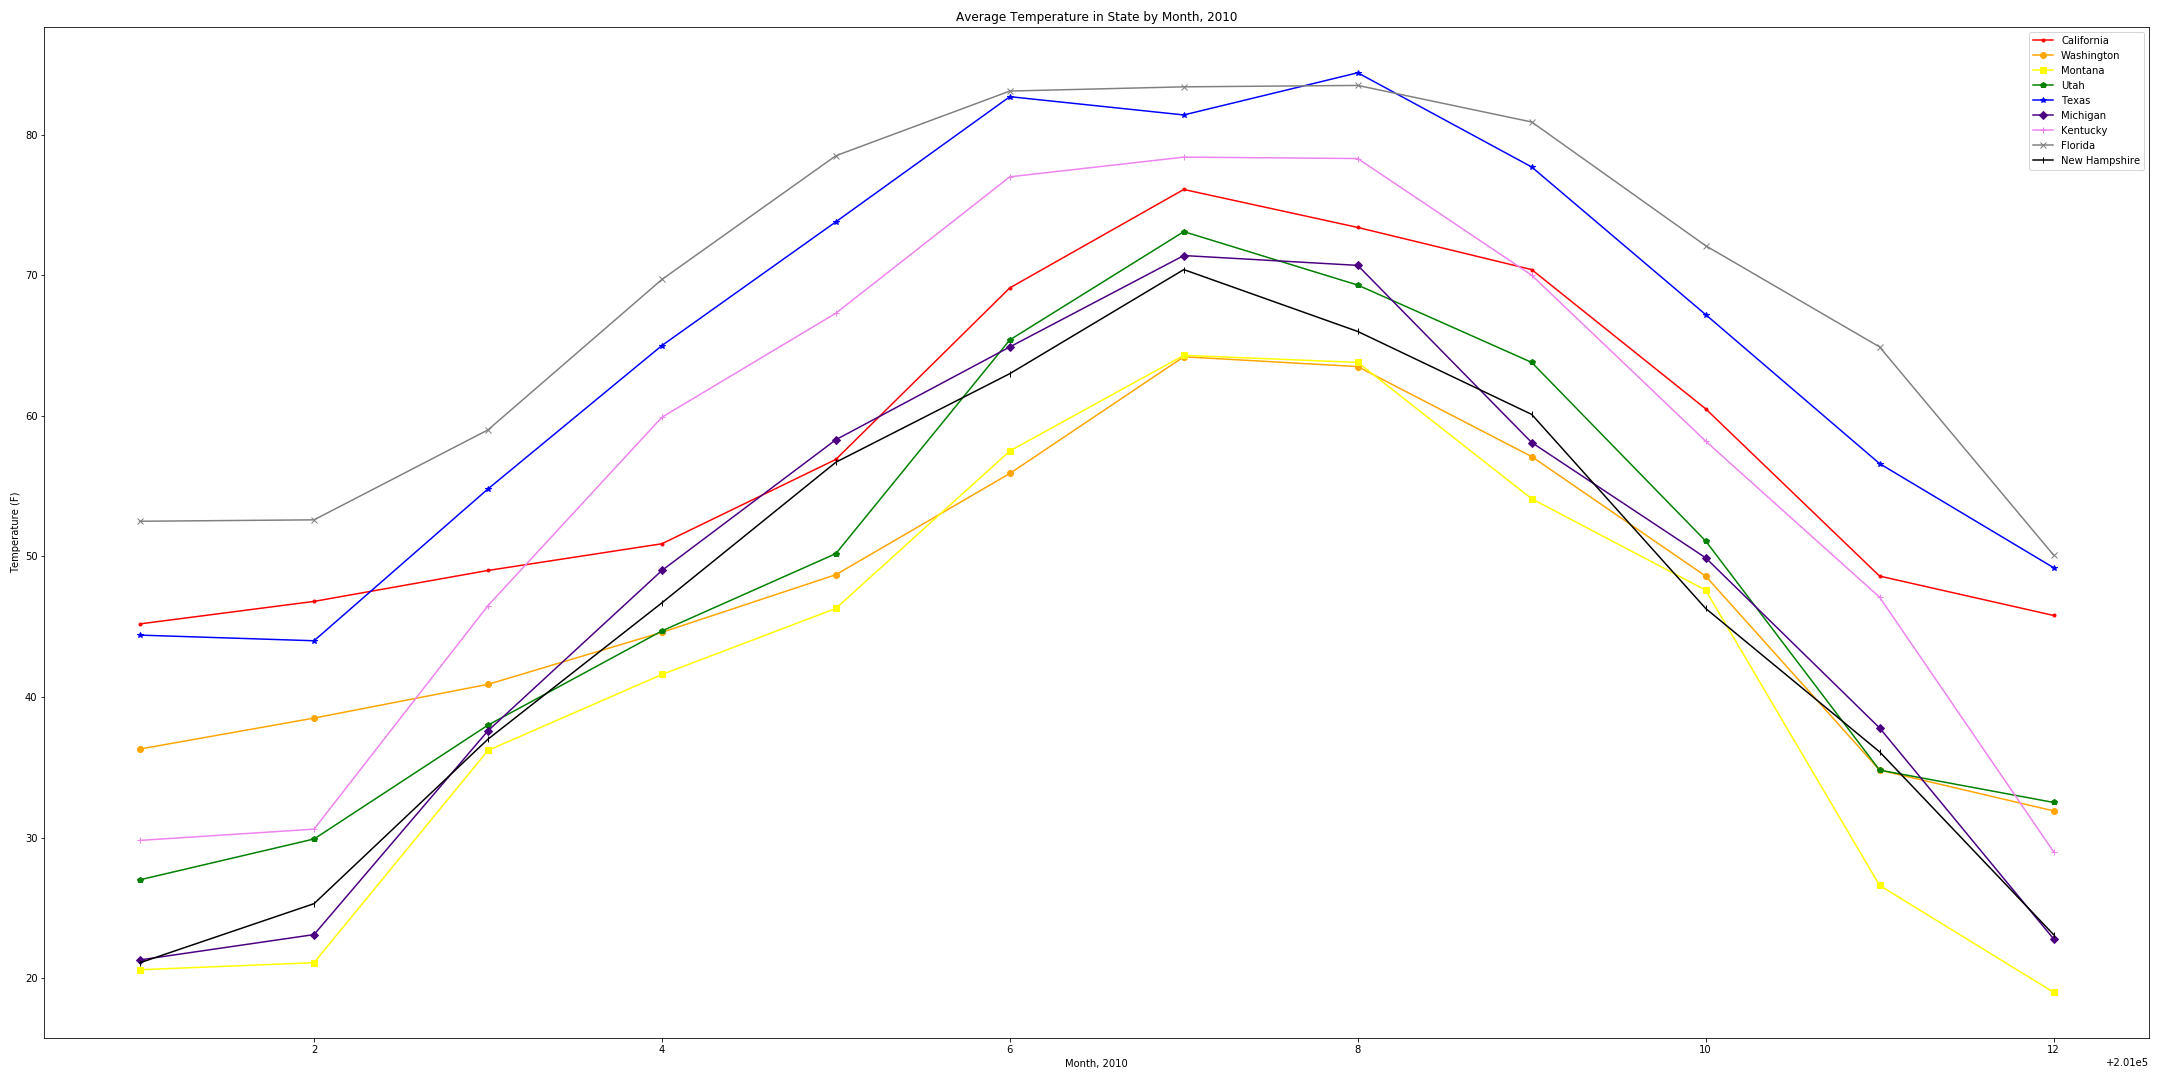 Average Temperature in State by Month, 2010
California
Washington
Montana
Utah
Texas
Michigan
Kentucky
Florida
New Hampshire
80
70
60
50
40
30
20
Temperature (F)
2
4
6
8
10
12
Month, 2010
+2.01e5